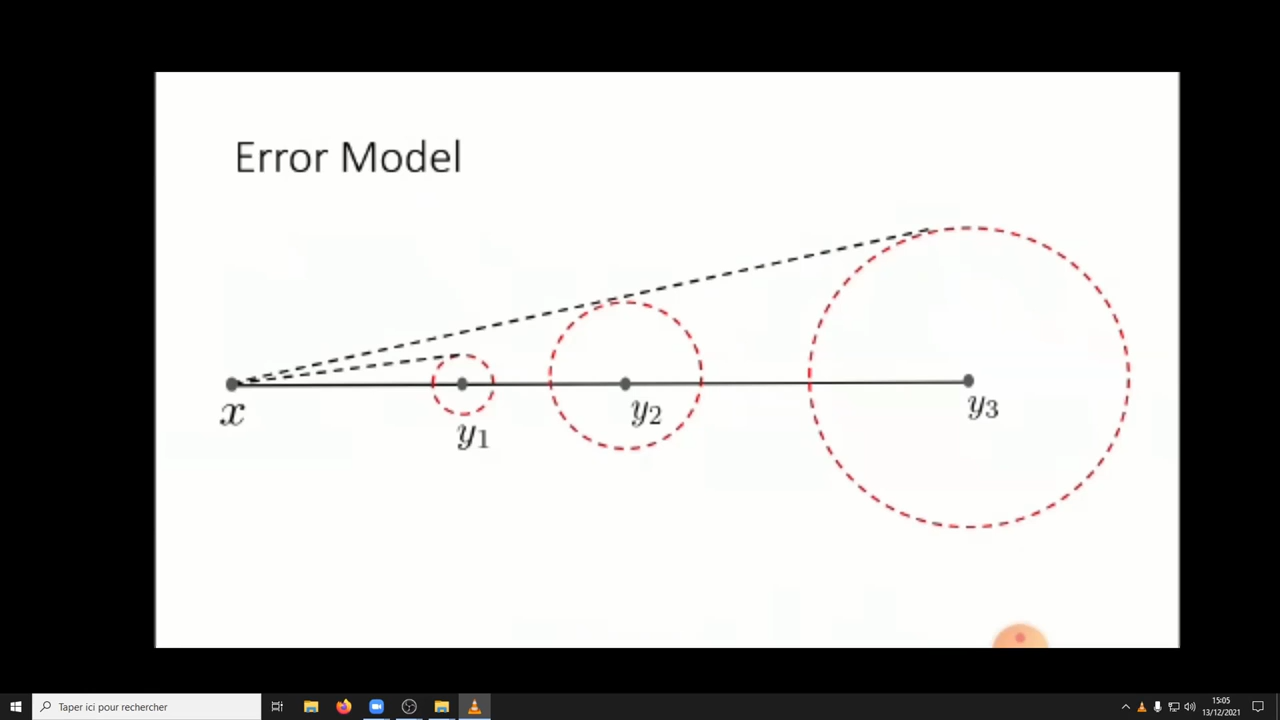 Error Model
x
y1
y2
y3
Taper ici pour rechercher
15:05
13/12/2021